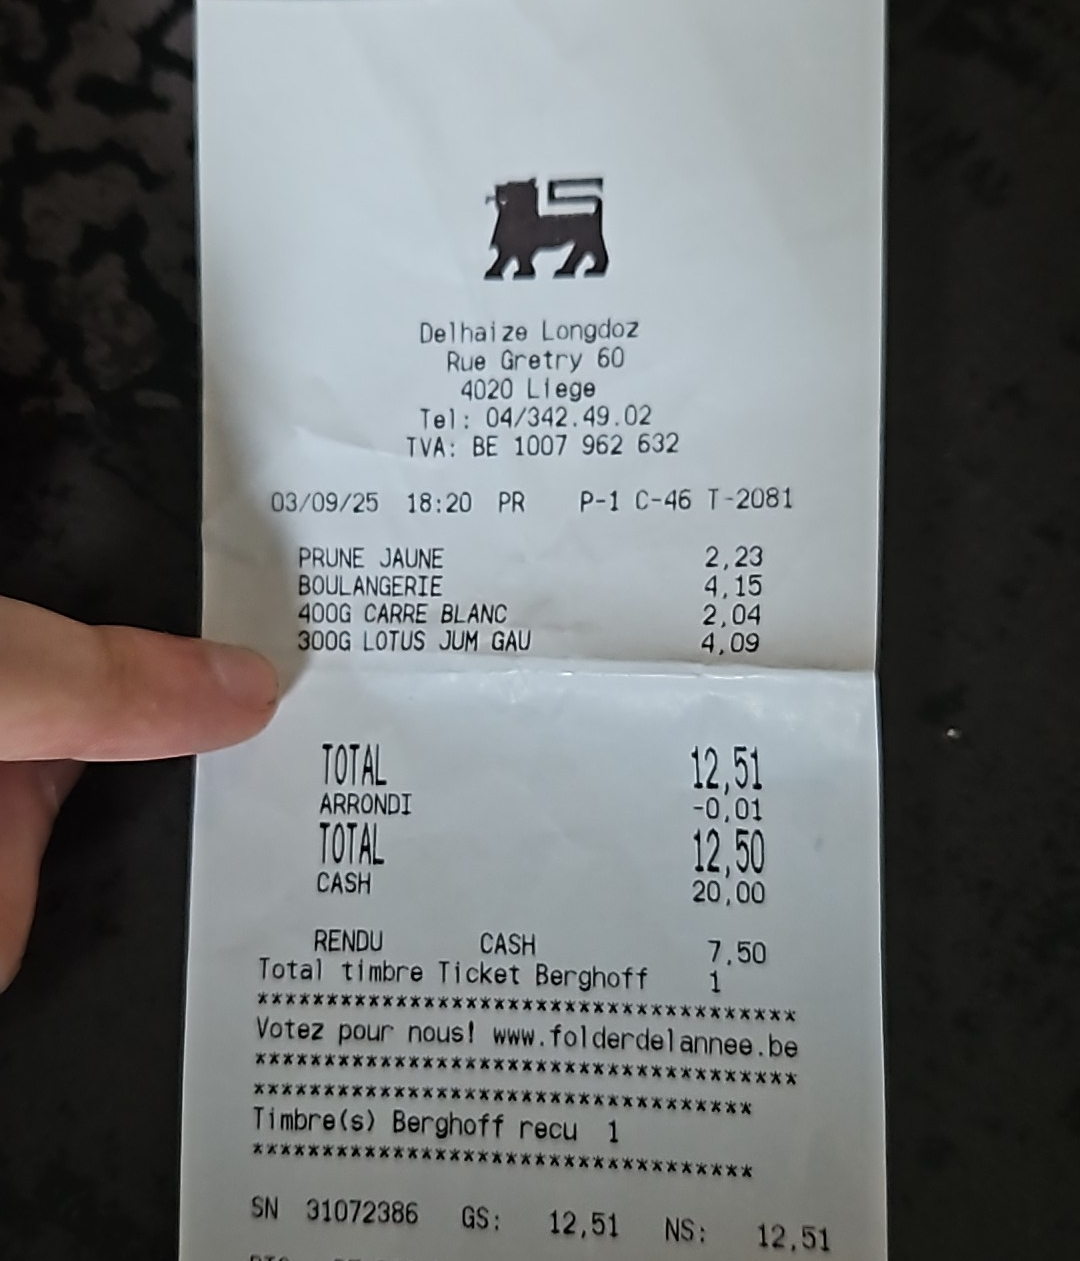 Delhaize Longdoz
Rue Gretry 60
4020 Liege
Tel: 04/342.49.02
TVA: BE 1007 962 632
03/09/25 18:20 PR P-1 C-46 T-2081
PRUNE JAUNE 2,23
BOULANGERIE 4,15
400G CARRE BLANC 2,04
300G LOTUS JUM GAU 4,09
TOTAL 12,51
ARRONDI -0,01
TOTAL 12,50
CASH 20,00
RENDU CASH 7,50
Total timbre Ticket Berghoff 1
***************************************
Votez pour nous! www.folderdelannee.be
***************************************
************************************
Timbre(s) Berghoff recu 1
************************************
SN 31072386 GS: 12,51 NS: 12,51